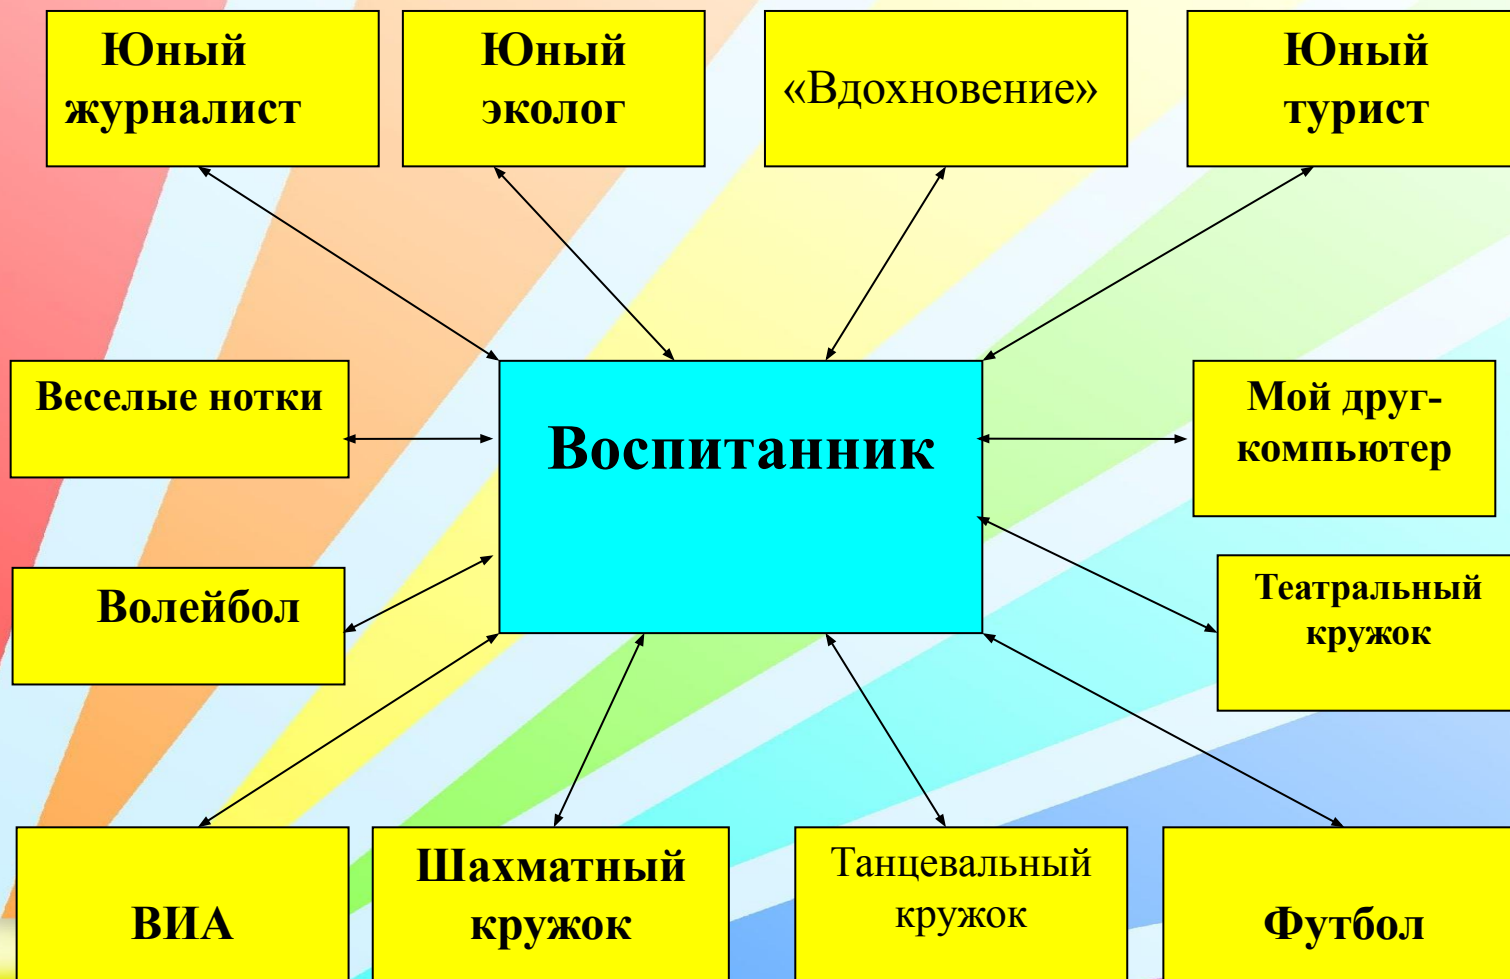 Юный
журналист
Юный
эколог
«Вдохновение»
Юный
турист
Веселые нотки
Воспитанник
Мой друг-
компьютер
Волейбол
Театральный
кружок
ВИА
Шахматный
кружок
Танцевальный
кружок
Футбол